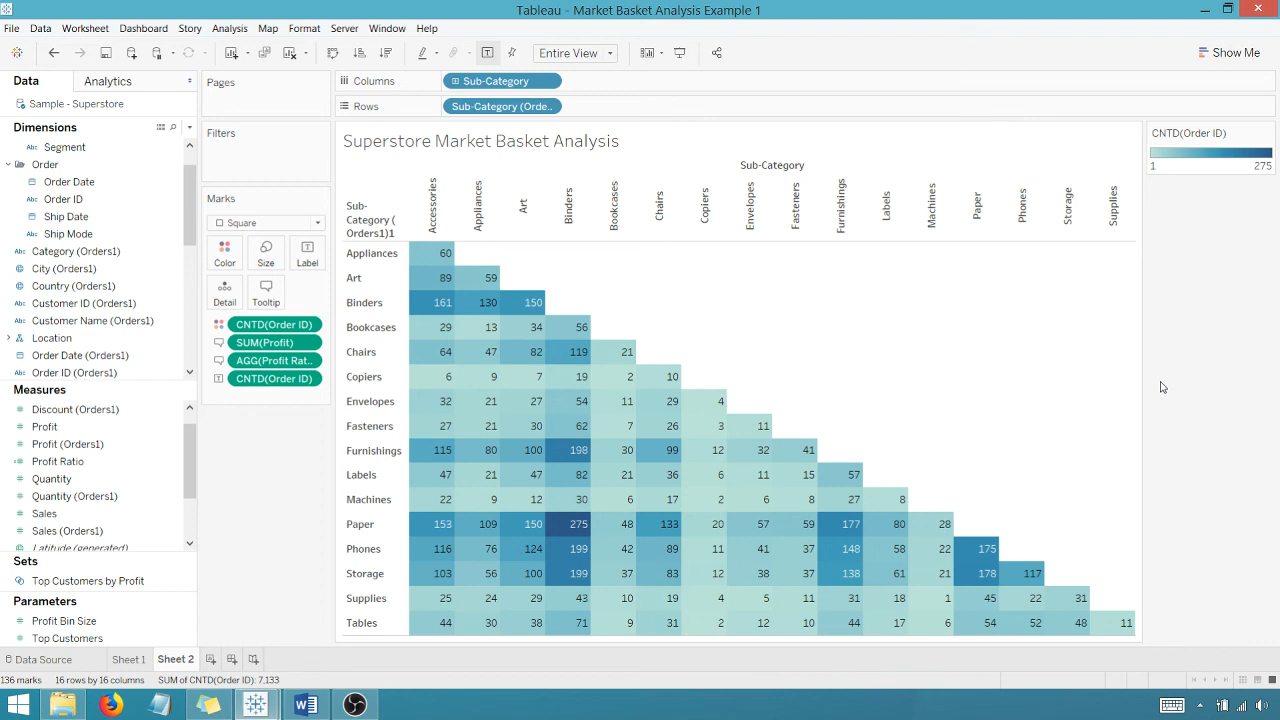 Tableau - Market Basket Analysis Example 1
File Data Worksheet Dashboard Story Analysis Map Format Server Window Help
Entire View
Show Me
Data Analytics
Sample - Superstore
Dimensions
Segment
Order
Order Date
Order ID
Ship Date
Ship Mode
Abc Category (Orders1)
City (Orders1)
Country (Orders1)
Abc Customer ID (Orders1)
Abc Customer Name (Orders1)
Location
Order Date (Orders1)
Abc Order ID (Orders1)
Measures
Discount (Orders1)
Profit
Profit (Orders1)
Profit Ratio
Quantity
Quantity (Orders1)
Sales
Sales (Orders1)
Latitude (generated)
Sets
Top Customers by Profit
Parameters
Profit Bin Size
Top Customers
Pages
Filters
Marks
Square
Color Size Label
Detail Tooltip
CNTD(Order ID)
SUM(Profit)
AGG(Profit Rat..
CNTD(Order ID)
Columns Sub-Category
Rows Sub-Category (Orde..
Superstore Market Basket Analysis
Sub-Category
Sub-
Category (
Orders1)1
Accessories Appliances Art Binders Bookcases Chairs Copiers Envelopes Fasteners Furnishings Labels Machines Paper Phones Storage Supplies
Appliances 60
Art 89 59
Binders 161 130 150
Bookcases 29 13 34 56
Chairs 64 47 82 119 21
Copiers 6 9 7 19 2 10
Envelopes 32 21 27 54 11 29 4
Fasteners 27 21 30 62 7 26 3 11
Furnishings 115 80 100 198 30 99 12 32 41
Labels 47 21 47 82 21 36 6 11 15 57
Machines 22 9 12 30 6 17 2 6 8 27 8
Paper 153 109 150 275 48 133 20 57 59 177 80 28
Phones 116 76 124 199 42 89 11 41 37 148 58 22 175
Storage 103 56 100 199 37 83 12 38 37 138 61 21 178 117
Supplies 25 24 29 43 10 19 4 5 11 31 18 1 45 22 31
Tables 44 30 38 71 9 31 2 12 10 44 17 6 54 52 48 11
CNTD(Order ID)
1 275
Data Source Sheet 1 Sheet 2
136 marks 16 rows by 16 columns SUM of CNTD(Order ID): 7,133